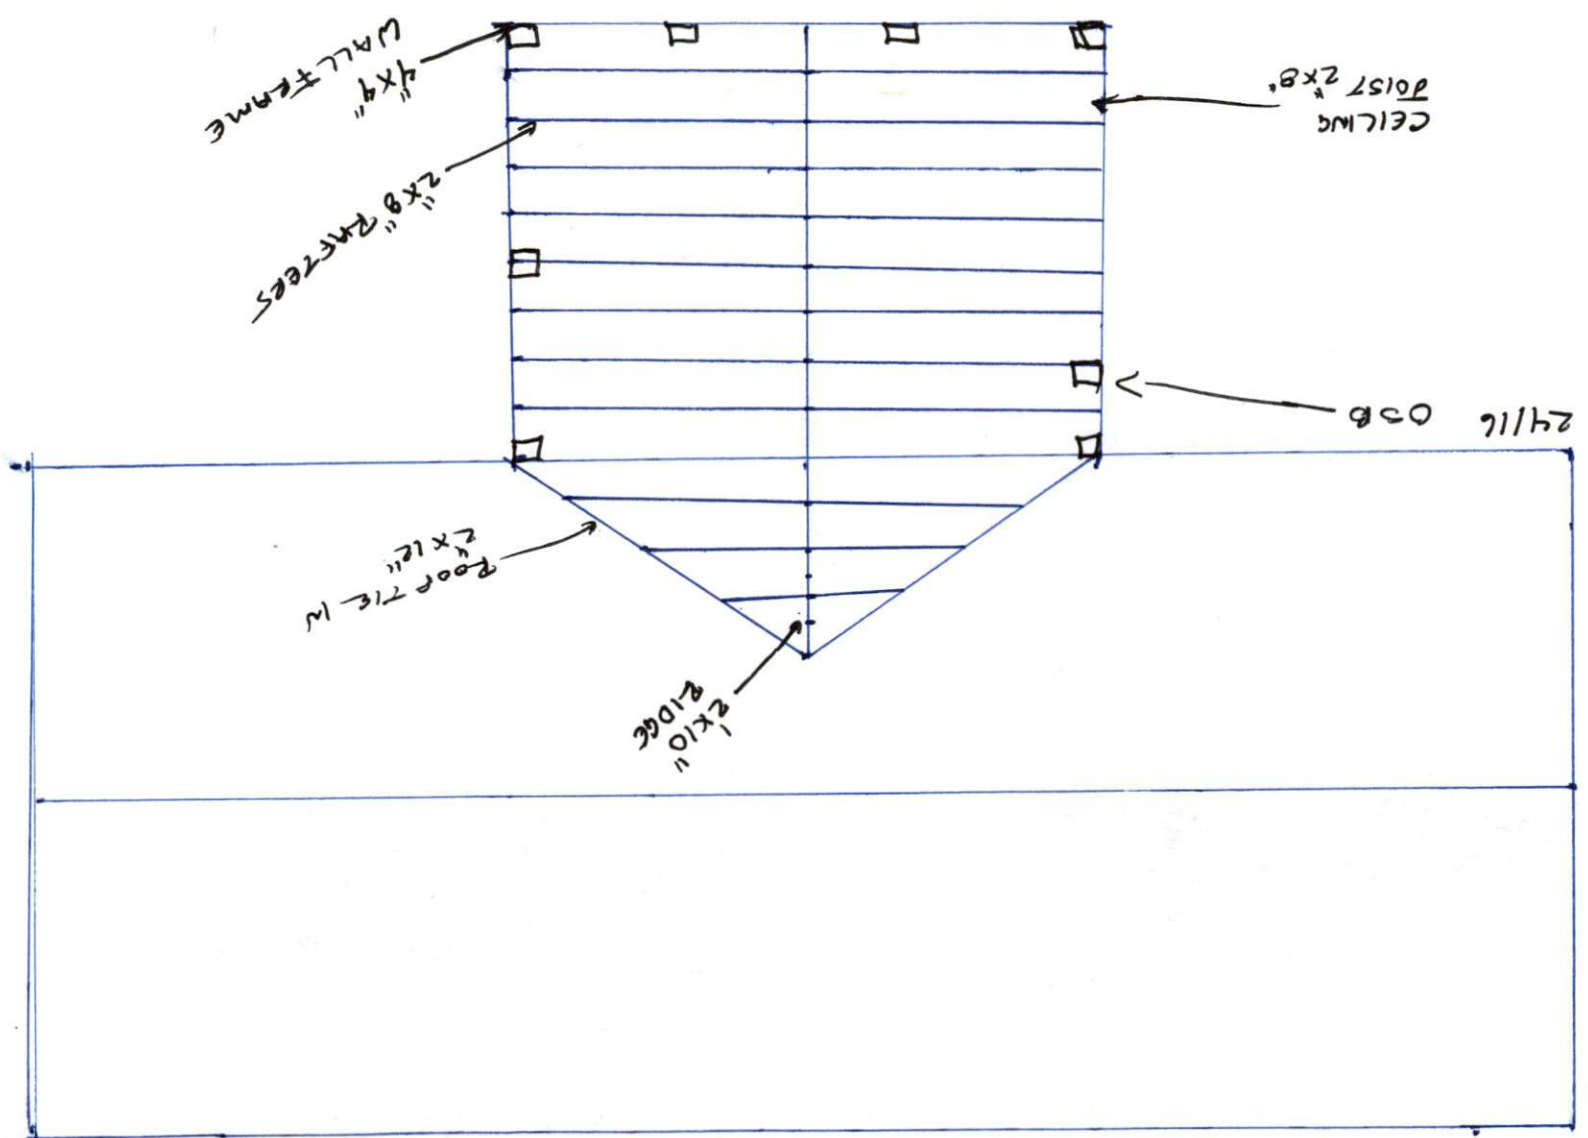 2'x10"
RIDGE
ROOF TIE IN
2"x12"
24/16 OSB
2"x8" RAFTERS
CEILING
JOIST 2"x8"
4"x4"
WALL FRAME